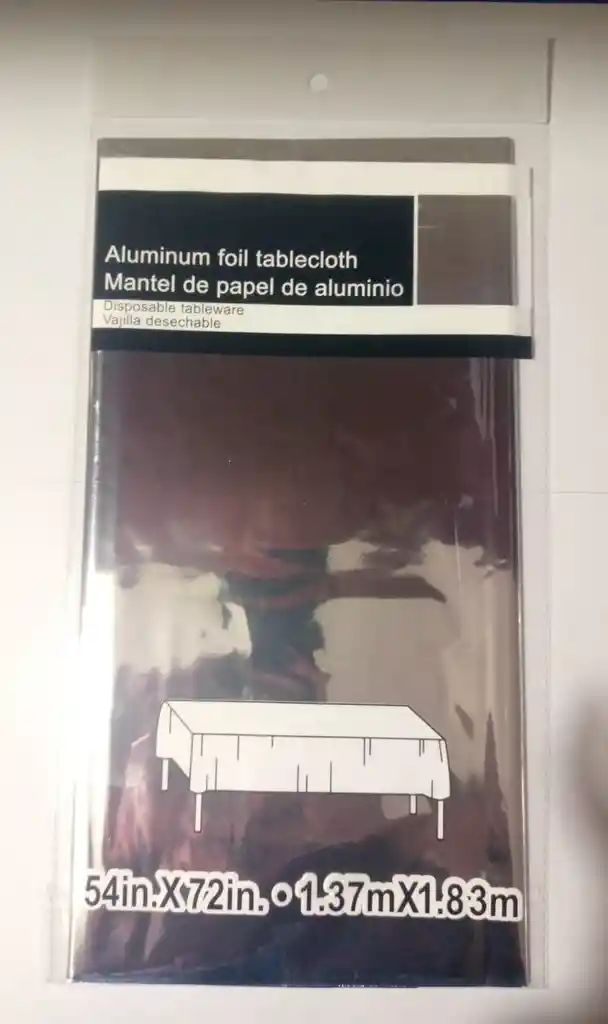 Aluminum foil tablecloth
Mantel de papel de aluminio
Disposable tableware
Vajilla desechable
54in.X72in.•1.37mX1.83m